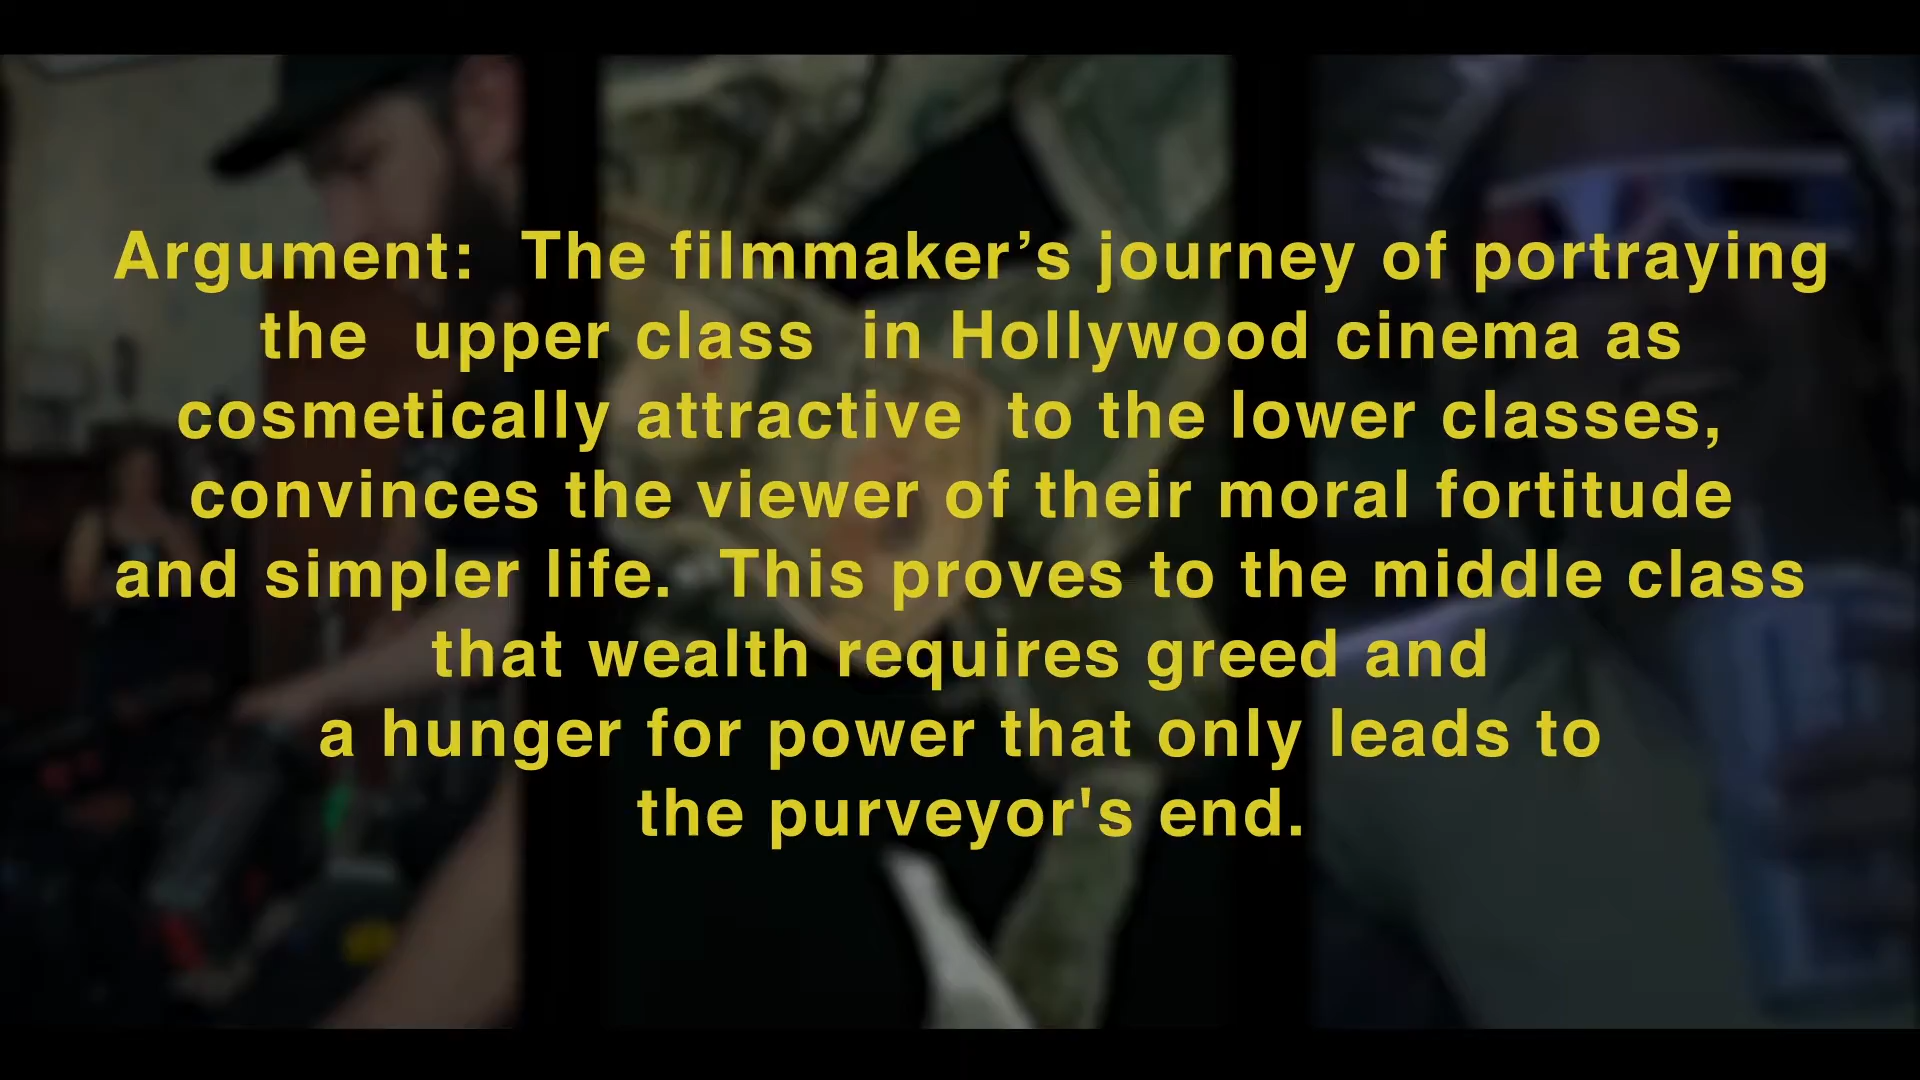 Argument: The filmmaker’s journey of portraying
the upper class in Hollywood cinema as
cosmetically attractive to the lower classes,
convinces the viewer of their moral fortitude
and simpler life. This proves to the middle class
that wealth requires greed and
a hunger for power that only leads to
the purveyor's end.